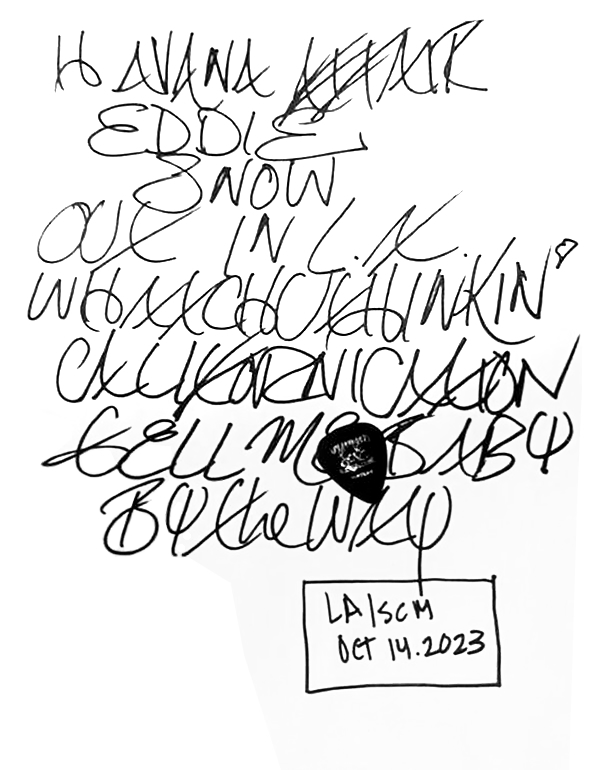 HAVANA AFFAIR
EDDIE
SNOW
OUT IN L.A.
WHATCHU THINKIN'
CALIFORNICATION
TELL ME BABY
BY the WAY
LA/SCM
OCT 14.2023